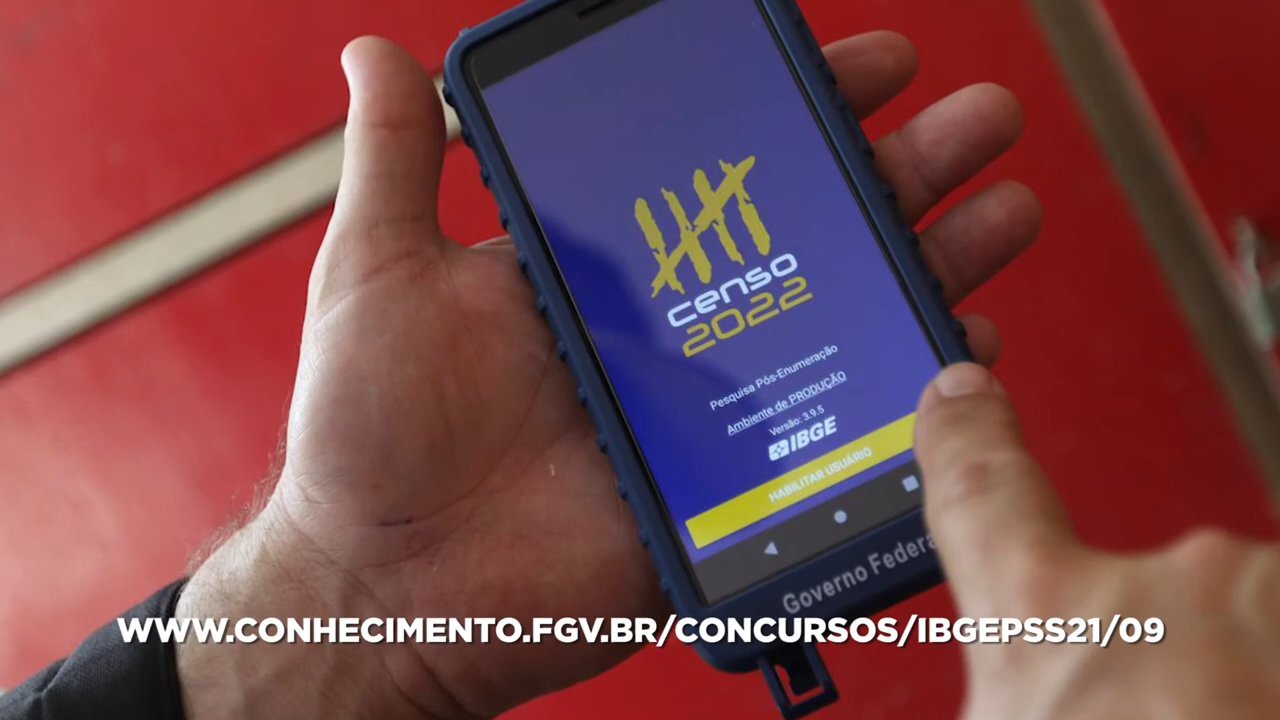 censo
2022
Pesquisa Pós-Enumeração
Ambiente de PRODUÇÃO
Versão: 3.9.5
IBGE
HABILITAR USUÁRIO
Governo Federa
WWW.CONHECIMENTO.FGV.BR/CONCURSOS/IBGEPSS21/09